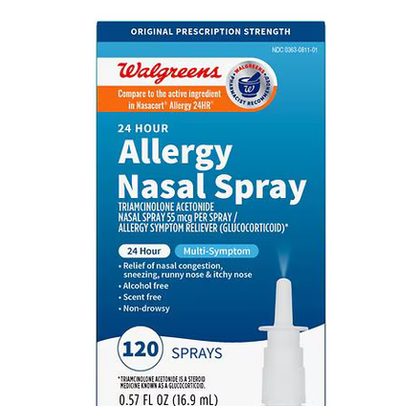 ORIGINAL PRESCRIPTION STRENGTH
NDC 0363-0811-01
Walgreens
WALGREENS
PHARMACIST RECOMMENDED
Compare to the active ingredient
in Nasacort® Allergy 24HR®
24 HOUR
Allergy
Nasal Spray
TRIAMCINOLONE ACETONIDE
NASAL SPRAY 55 mcg PER SPRAY /
ALLERGY SYMPTOM RELIEVER (GLUCOCORTICOID)*
24 Hour Multi-Symptom
• Relief of nasal congestion,
sneezing, runny nose & itchy nose
• Alcohol free
• Scent free
• Non-drowsy
120 SPRAYS
*TRIAMCINOLONE ACETONIDE IS A STEROID
MEDICINE KNOWN AS A GLUCOCORTICOID.
0.57 FL OZ (16.9 mL)